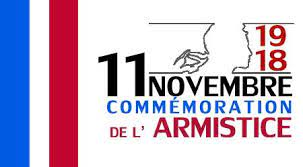 19
18
11 NOVEMBRE
COMMÉMORATION
DE L' ARMISTICE